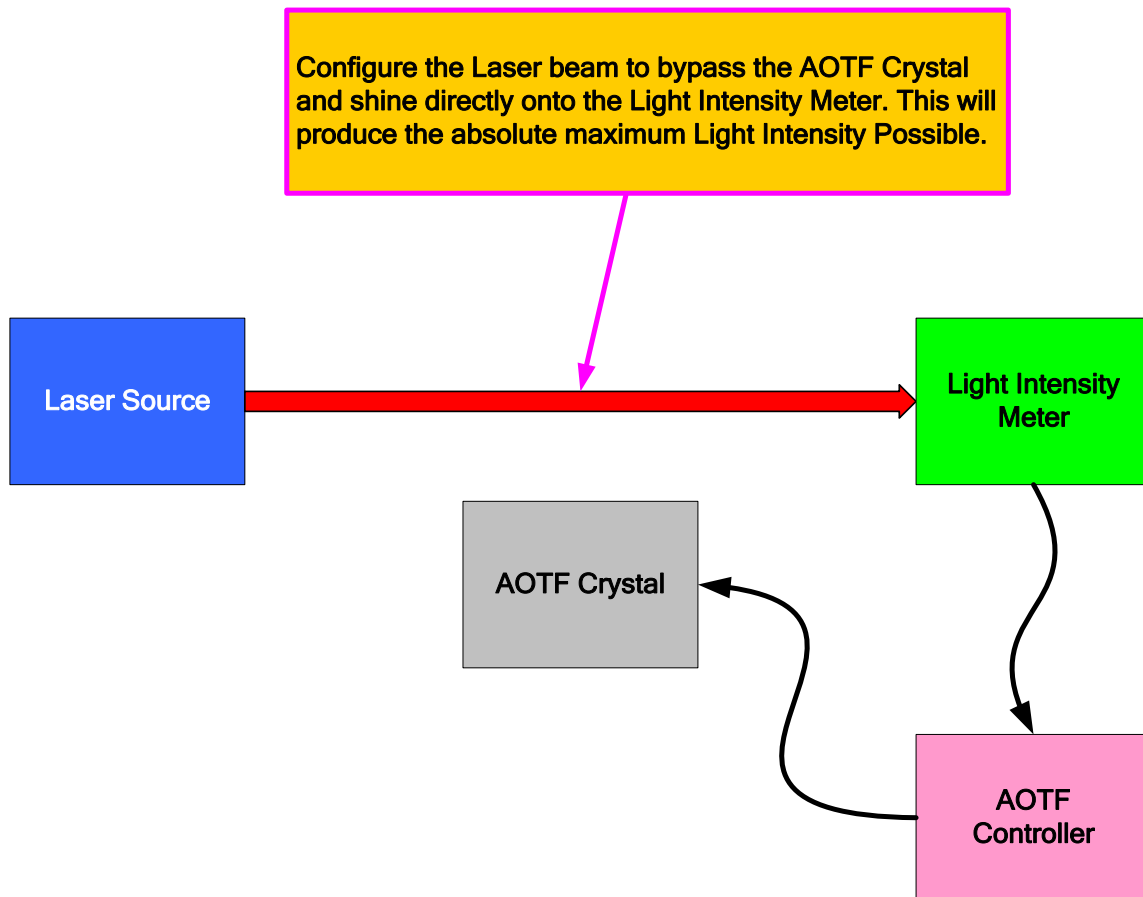 Configure the Laser beam to bypass the AOTF Crystal
and shine directly onto the Light Intensity Meter. This will
produce the absolute maximum Light Intensity Possible.
Laser Source
Light Intensity
Meter
AOTF Crystal
AOTF
Controller